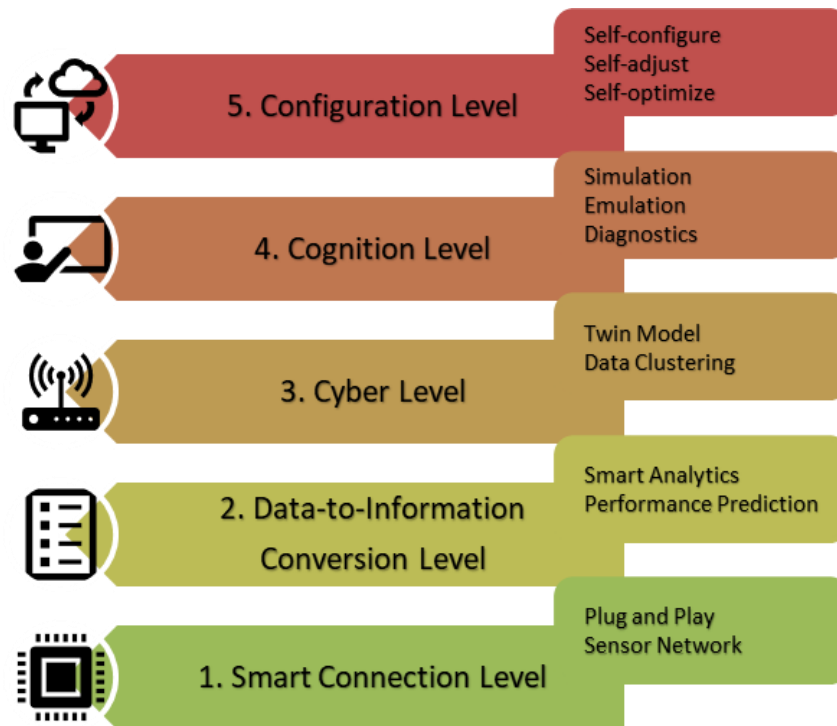 5. Configuration Level
Self-configure
Self-adjust
Self-optimize
4. Cognition Level
Simulation
Emulation
Diagnostics
3. Cyber Level
Twin Model
Data Clustering
2. Data-to-Information
Conversion Level
Smart Analytics
Performance Prediction
1. Smart Connection Level
Plug and Play
Sensor Network